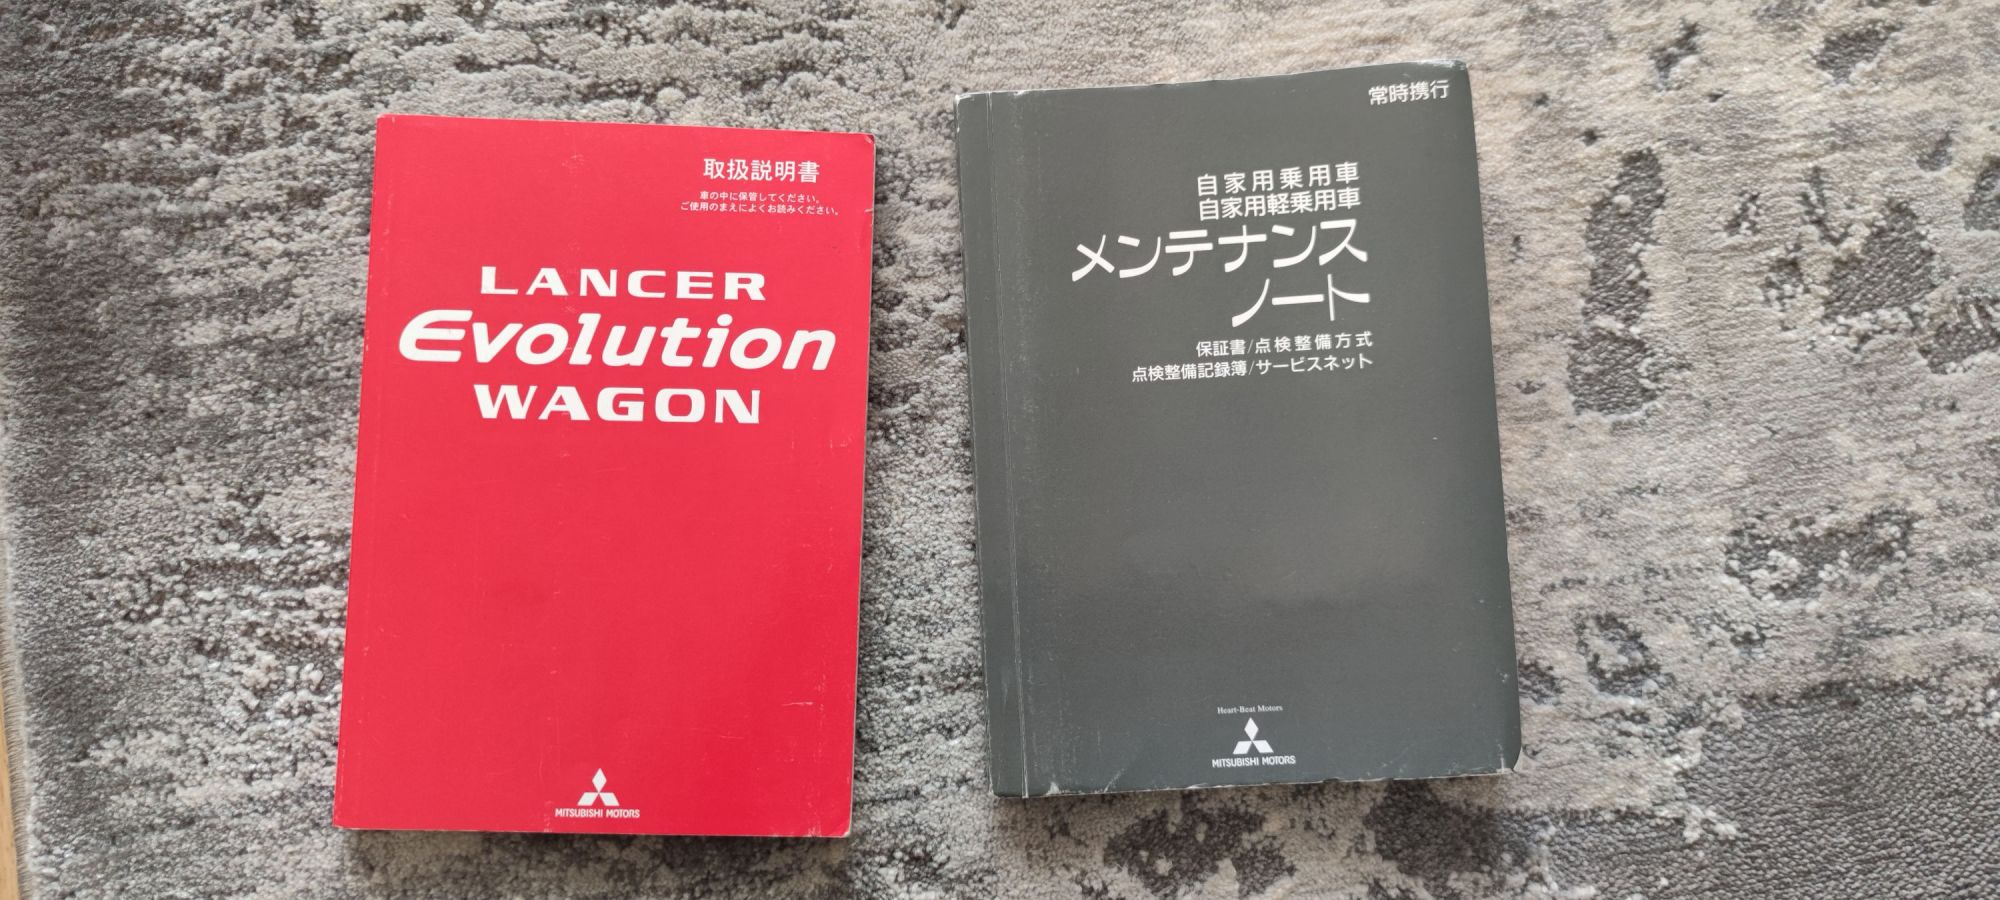 取扱説明書
車の中に保管してください。
ご使用のまえによくお読みください。
LANCER
Evolution
WAGON
MITSUBISHI MOTORS
常時携行
自家用乗用車
自家用軽乗用車
メンテナンス
ノート
保証書/点検整備方式
点検整備記録簿/サービスネット
Heart-Beat Motors
MITSUBISHI MOTORS